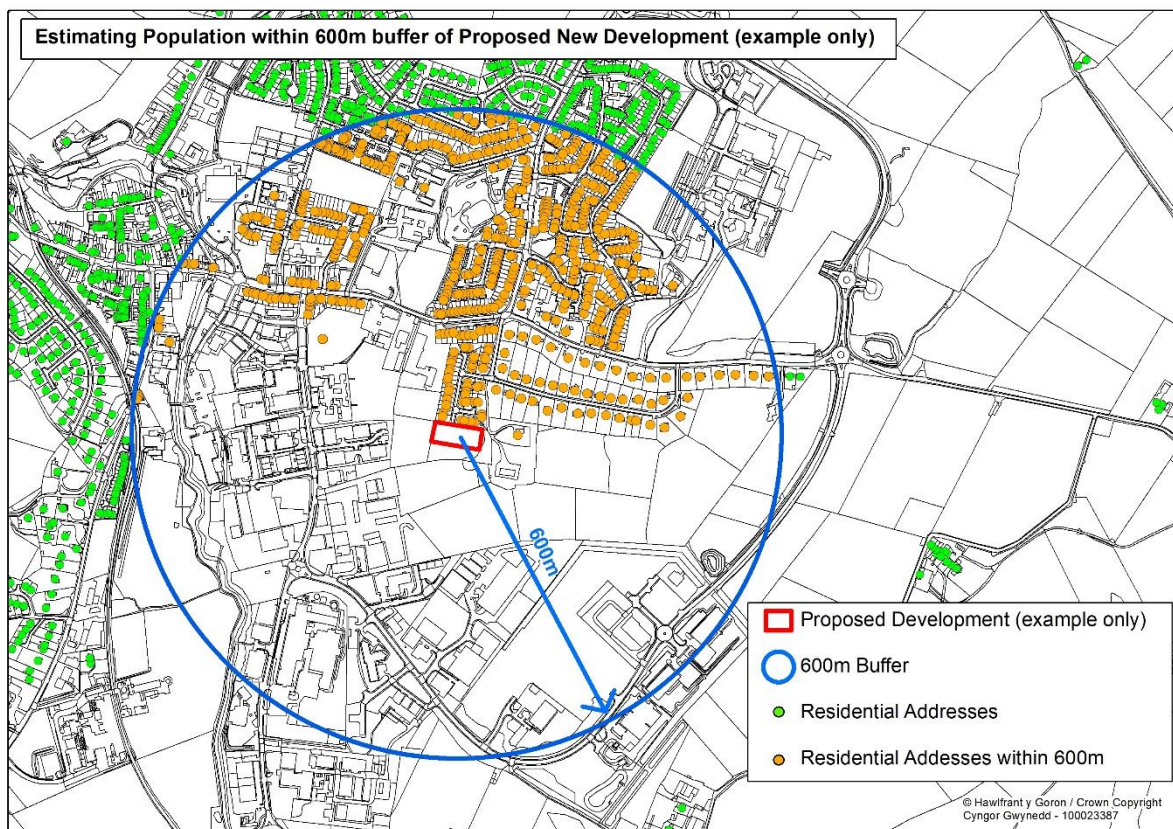 Estimating Population within 600m buffer of Proposed New Development (example only)
600m
Proposed Development (example only)
600m Buffer
Residential Addresses
Residential Addesses within 600m
© Hawlfrant y Goron / Crown Copyright
Cyngor Gwynedd - 100023387